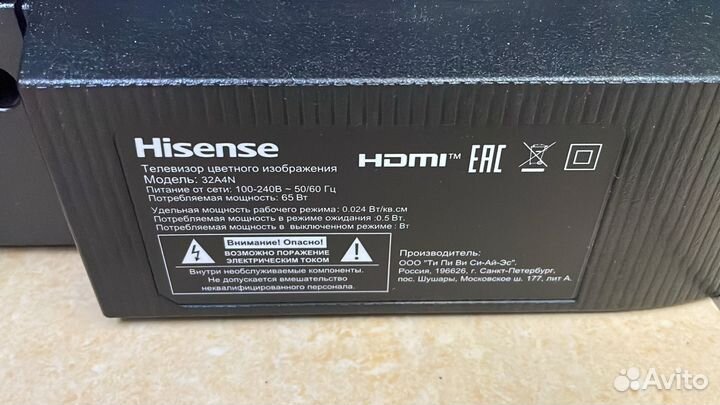 Hisense
Телевизор цветного изображения
Модель: 32A4N
Питание от сети: 100-240В ~ 50/60 Гц
Потребляемая мощность: 65 Вт
Удельная мощность рабочего режима: 0.024 Вт/кв.см
Потребляемая мощность в режиме ожидания :0.5 Вт.
Потребляемая мощность в выключенном режиме : Вт
HDMI™ EAC
Внимание! Опасно!
ВОЗМОЖНО ПОРАЖЕНИЕ
ЭЛЕКТРИЧЕСКИМ ТОКОМ
Внутри необслуживаемые компоненты.
Не допускается вмешательство
неквалифицированного персонала.
Производитель:
ООО "Ти Пи Ви Си-Ай-Эс".
Россия, 196626, г. Санкт-Петербург,
пос. Шушары, Московское ш. 177, лит А.
Avito